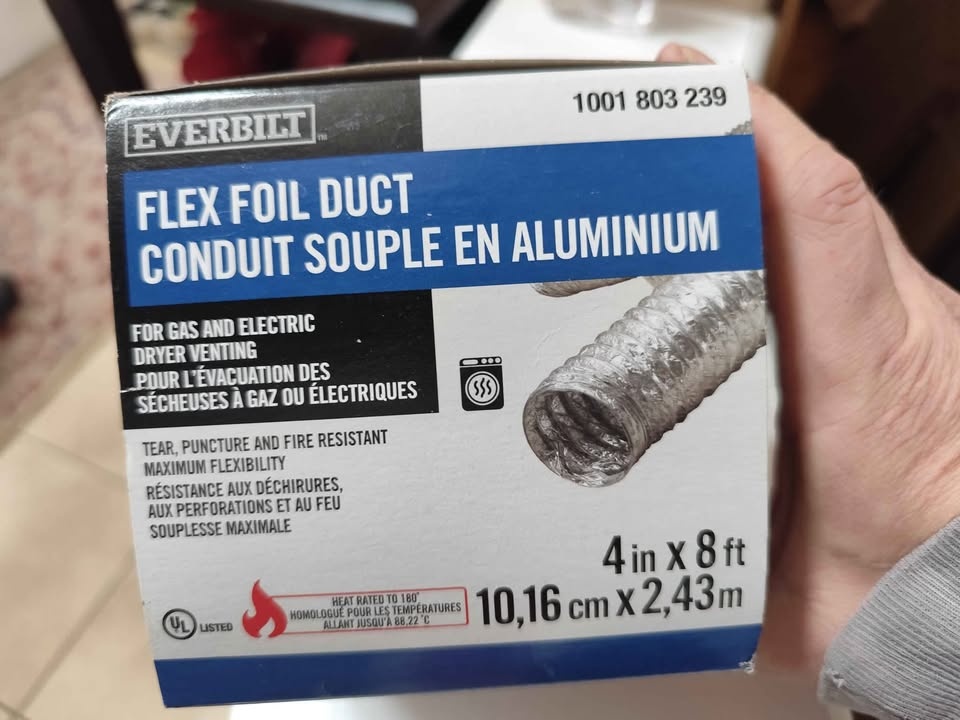 EVERBILT™
1001 803 239
FLEX FOIL DUCT
CONDUIT SOUPLE EN ALUMINIUM
FOR GAS AND ELECTRIC
DRYER VENTING
POUR L'ÉVACUATION DES
SÉCHEUSES À GAZ OU ÉLECTRIQUES
TEAR, PUNCTURE AND FIRE RESISTANT
MAXIMUM FLEXIBILITY
RÉSISTANCE AUX DÉCHIRURES,
AUX PERFORATIONS ET AU FEU
SOUPLESSE MAXIMALE
4 in X 8 ft
10,16 cm x 2,43 m
UL LISTED
HEAT RATED TO 180°
HOMOLOGUÉ POUR LES TEMPÉRATURES
ALLANT JUSQU'À 88.22 °C